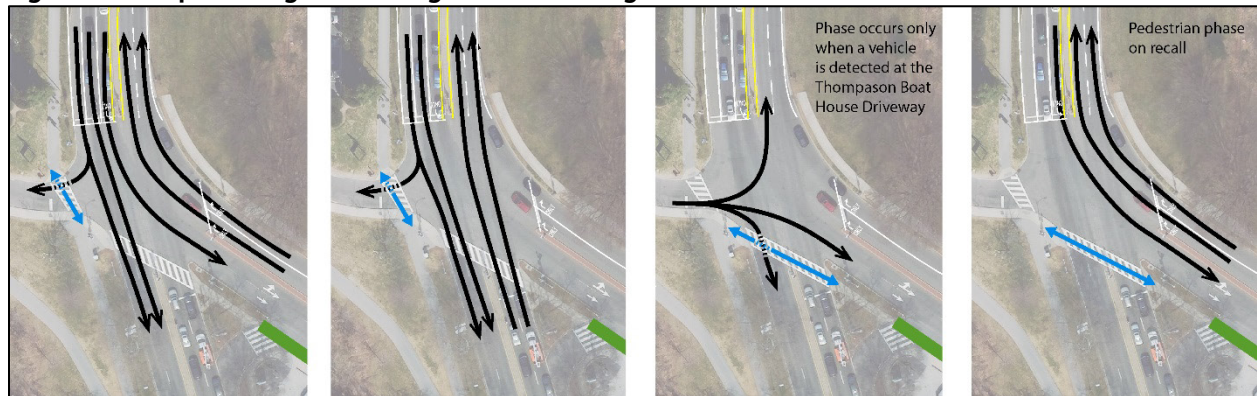 Phase occurs only
when a vehicle
is detected at the
Thompason Boat
House Driveway
Pedestrian phase
on recall